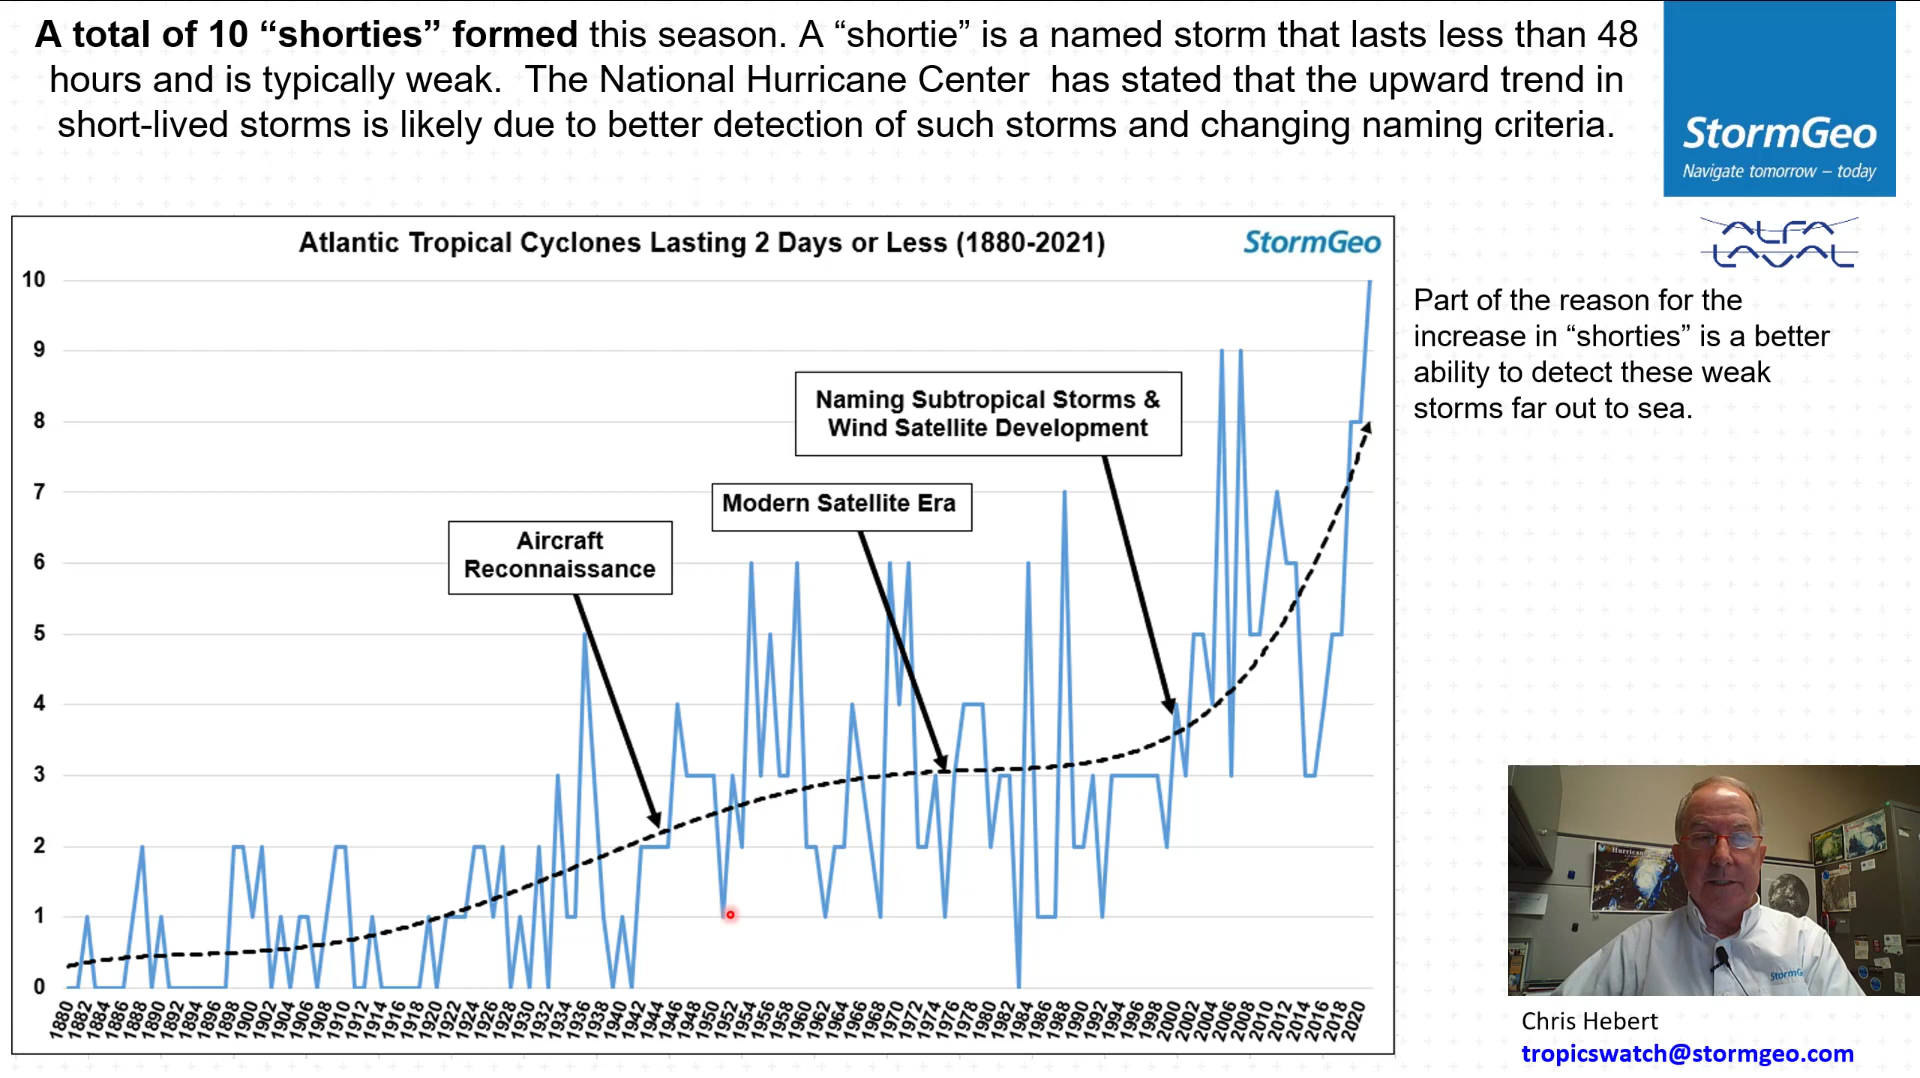 A total of 10 “shorties” formed this season. A “shortie” is a named storm that lasts less than 48
hours and is typically weak. The National Hurricane Center has stated that the upward trend in
short-lived storms is likely due to better detection of such storms and changing naming criteria.
StormGeo
Navigate tomorrow – today
ALFA
LAVAL
Atlantic Tropical Cyclones Lasting 2 Days or Less (1880-2021)
StormGeo
10
9
8
7
6
5
4
3
2
1
0
Naming Subtropical Storms &
Wind Satellite Development
Modern Satellite Era
Aircraft
Reconnaissance
1880 1882 1884 1886 1888 1890 1892 1894 1896 1898 1900 1902 1904 1906 1908 1910 1912 1914 1916 1918 1920 1922 1924 1926 1928 1930 1932 1934 1936 1938 1940 1942 1944 1946 1948 1950 1952 1954 1956 1958 1960 1962 1964 1966 1968 1970 1972 1974 1976 1978 1980 1982 1984 1986 1988 1990 1992 1994 1996 1998 2000 2002 2004 2006 2008 2010 2012 2014 2016 2018 2020
Part of the reason for the
increase in “shorties” is a better
ability to detect these weak
storms far out to sea.
Chris Hebert
tropicswatch@stormgeo.com